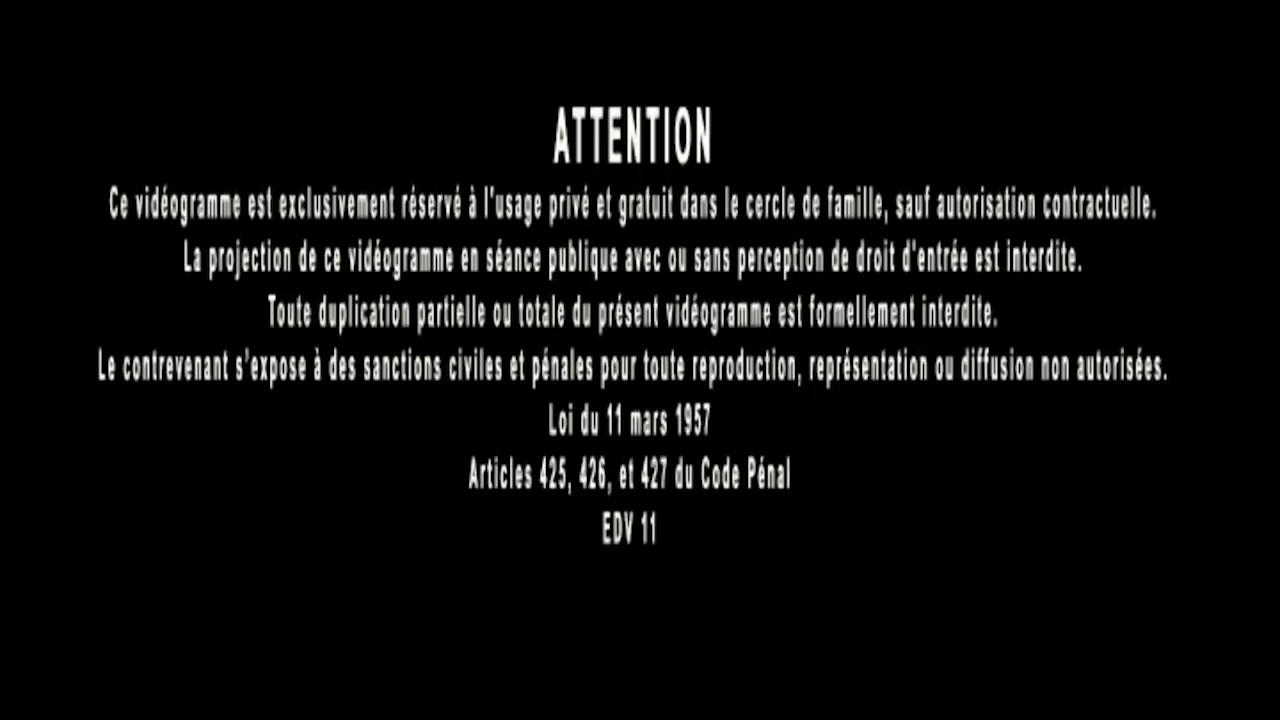 ATTENTION
Ce vidéogramme est exclusivement réservé à l'usage privé et gratuit dans le cercle de famille, sauf autorisation contractuelle.
La projection de ce vidéogramme en séance publique avec ou sans perception de droit d'entrée est interdite.
Toute duplication partielle ou totale du présent vidéogramme est formellement interdite.
Le contrevenant s'expose à des sanctions civiles et pénales pour toute reproduction, représentation ou diffusion non autorisées.
Loi du 11 mars 1957
Articles 425, 426, et 427 du Code Pénal
EDV 11